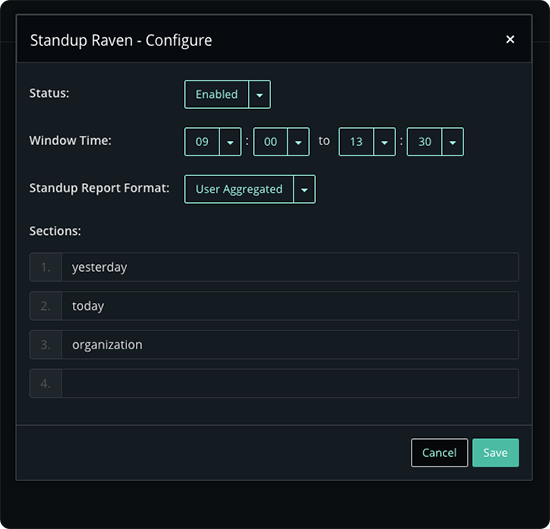 Standup Raven - Configure ×
Status: Enabled
Window Time: 09 : 00 to 13 : 30
Standup Report Format: User Aggregated
Sections:
1. yesterday
2. today
3. organization
4.
Cancel Save